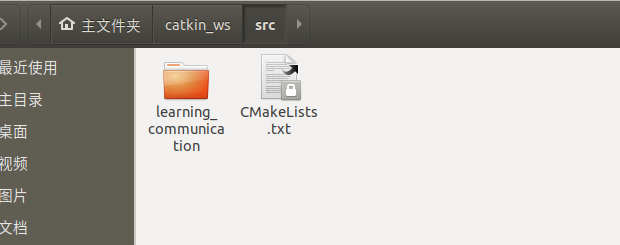 主文件夹 catkin_ws src
最近使用
主目录
桌面
视频
图片
文档
learning_
communica
tion
CMakeLists
.txt